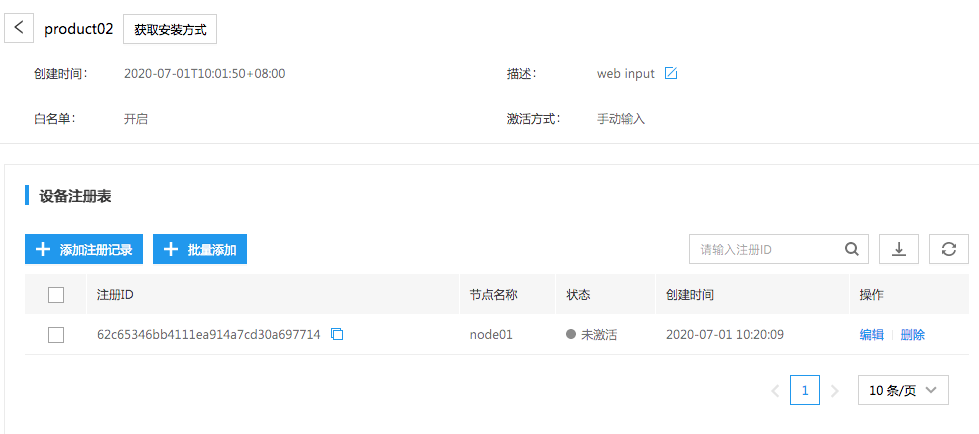 product02 获取安装方式
创建时间: 2020-07-01T10:01:50+08:00 描述: web input
白名单: 开启 激活方式: 手动输入
设备注册表
添加注册记录 批量添加 请输入注册ID
注册ID 节点名称 状态 创建时间 操作
62c65346bb4111ea914a7cd30a697714 node01 未激活 2020-07-01 10:20:09 编辑 删除
1 10 条/页